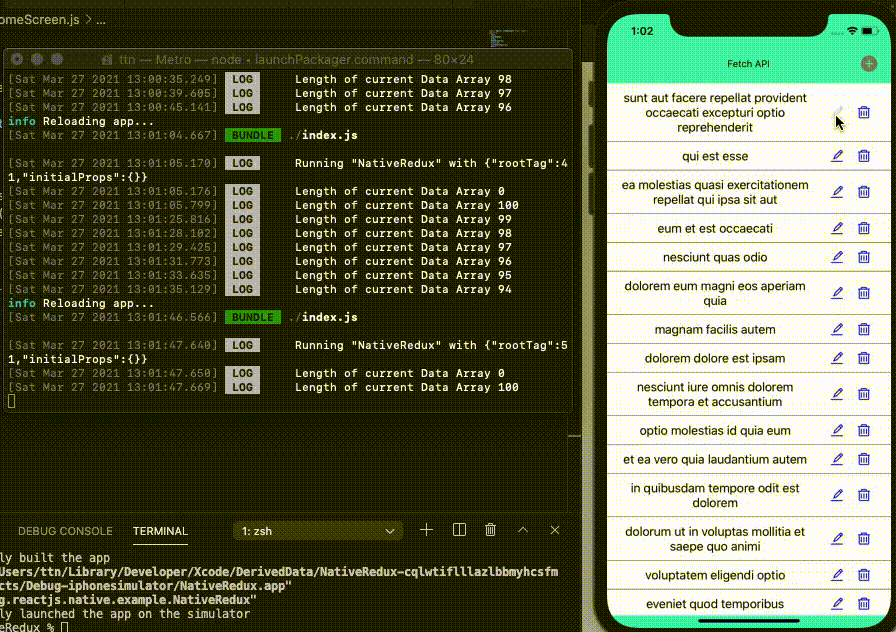 omeScreen.js > ...
ttn — Metro — node • launchPackager.command — 80×24
[Sat Mar 27 2021 13:00:35.249] LOG Length of current Data Array 98
[Sat Mar 27 2021 13:00:39.605] LOG Length of current Data Array 97
[Sat Mar 27 2021 13:00:45.141] LOG Length of current Data Array 96
info Reloading app...
[Sat Mar 27 2021 13:01:04.667] BUNDLE ./index.js
[Sat Mar 27 2021 13:01:05.170] LOG Running "NativeRedux" with {"rootTag":4
1,"initialProps":{}}
[Sat Mar 27 2021 13:01:05.176] LOG Length of current Data Array 0
[Sat Mar 27 2021 13:01:05.799] LOG Length of current Data Array 100
[Sat Mar 27 2021 13:01:25.816] LOG Length of current Data Array 99
[Sat Mar 27 2021 13:01:28.102] LOG Length of current Data Array 98
[Sat Mar 27 2021 13:01:29.425] LOG Length of current Data Array 97
[Sat Mar 27 2021 13:01:31.773] LOG Length of current Data Array 96
[Sat Mar 27 2021 13:01:33.635] LOG Length of current Data Array 95
[Sat Mar 27 2021 13:01:35.129] LOG Length of current Data Array 94
info Reloading app...
[Sat Mar 27 2021 13:01:46.566] BUNDLE ./index.js
[Sat Mar 27 2021 13:01:47.640] LOG Running "NativeRedux" with {"rootTag":5
1,"initialProps":{}}
[Sat Mar 27 2021 13:01:47.650] LOG Length of current Data Array 0
[Sat Mar 27 2021 13:01:47.669] LOG Length of current Data Array 100
DEBUG CONSOLE TERMINAL 1: zsh
ly built the app
Users/ttn/Library/Developer/Xcode/DerivedData/NativeRedux-cqlwtiflllazlbbmyhcsfm
cts/Debug-iphonesimulator/NativeRedux.app"
g.reactjs.native.example.NativeRedux"
ly launched the app on the simulator
eRedux %
1:02
Fetch API
sunt aut facere repellat provident
occaecati excepturi optio
reprehenderit
qui est esse
ea molestias quasi exercitationem
repellat qui ipsa sit aut
eum et est occaecati
nesciunt quas odio
dolorem eum magni eos aperiam
quia
magnam facilis autem
dolorem dolore est ipsam
nesciunt iure omnis dolorem
tempora et accusantium
optio molestias id quia eum
et ea vero quia laudantium autem
in quibusdam tempore odit est
dolorem
dolorum ut in voluptas mollitia et
saepe quo animi
voluptatem eligendi optio
eveniet quod temporibus